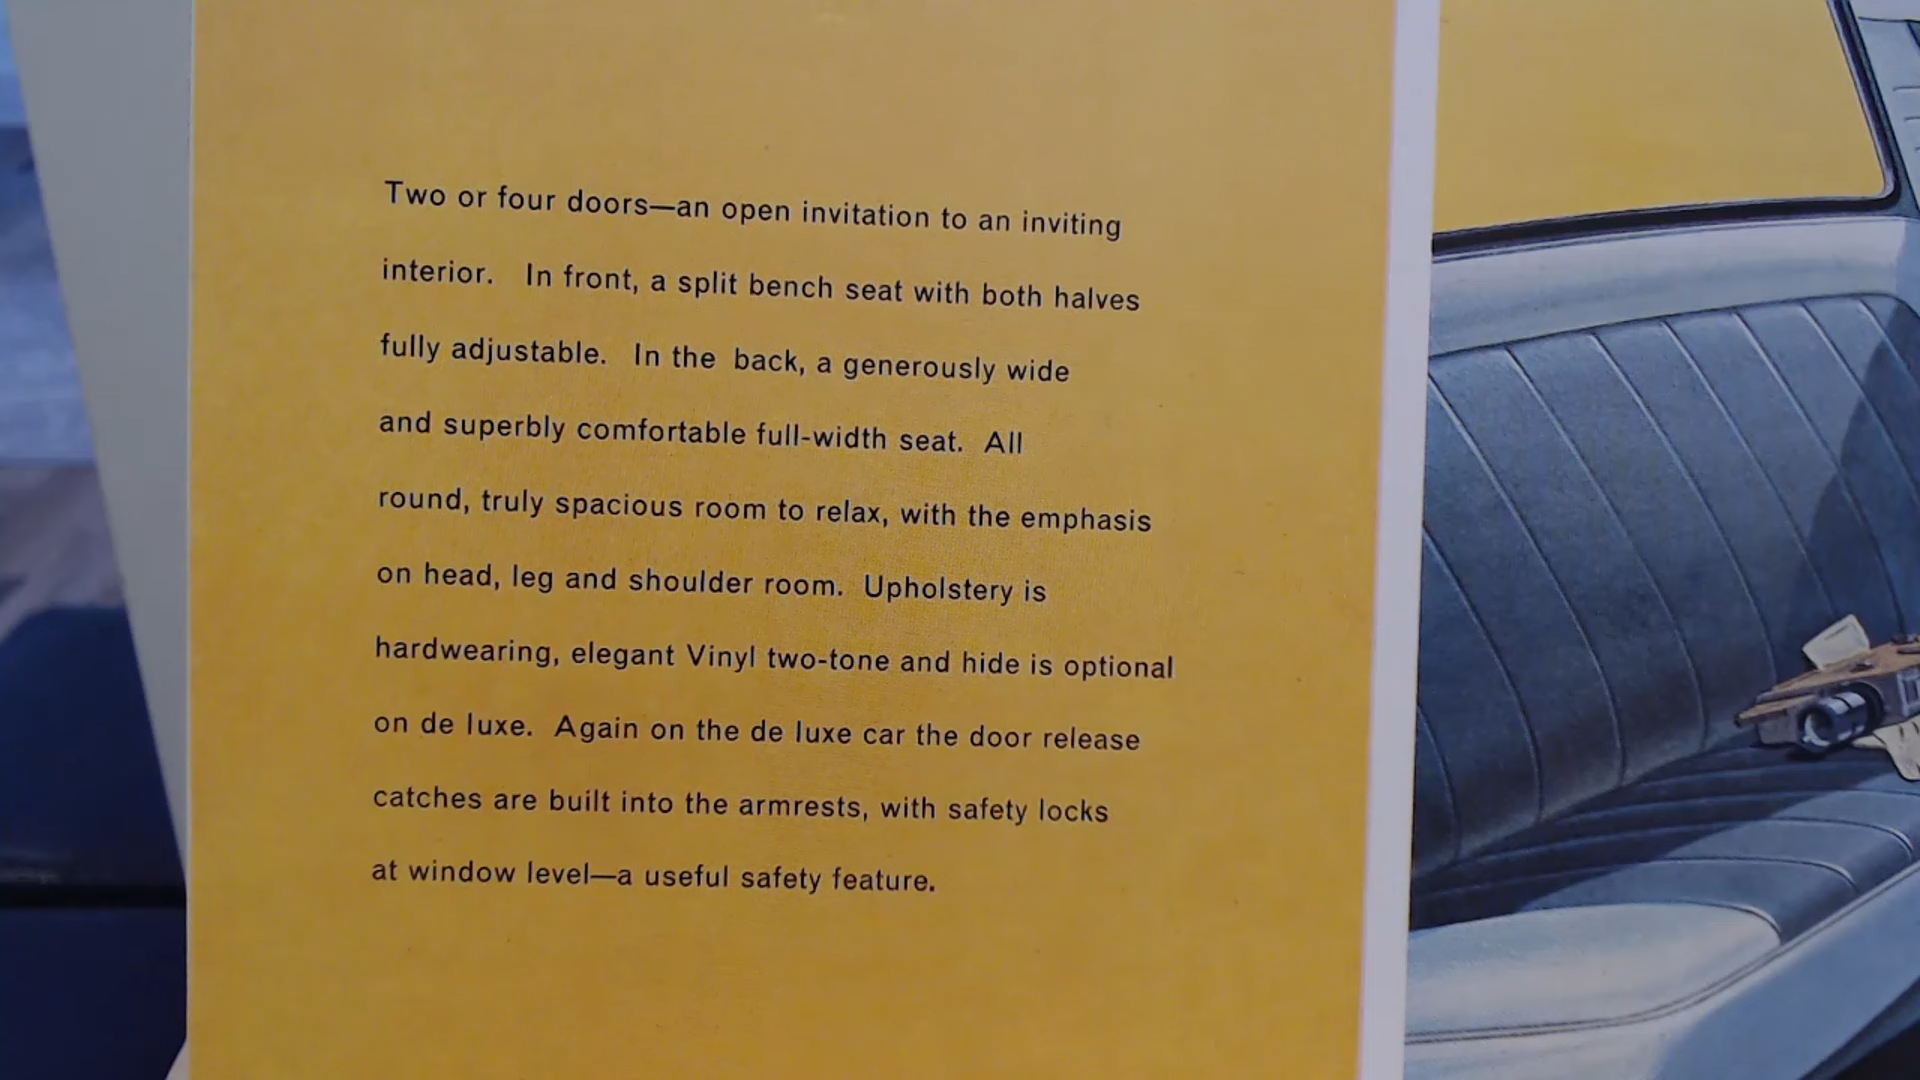 Two or four doors—an open invitation to an inviting
interior. In front, a split bench seat with both halves
fully adjustable. In the back, a generously wide
and superbly comfortable full-width seat. All
round, truly spacious room to relax, with the emphasis
on head, leg and shoulder room. Upholstery is
hardwearing, elegant Vinyl two-tone and hide is optional
on de luxe. Again on the de luxe car the door release
catches are built into the armrests, with safety locks
at window level—a useful safety feature.